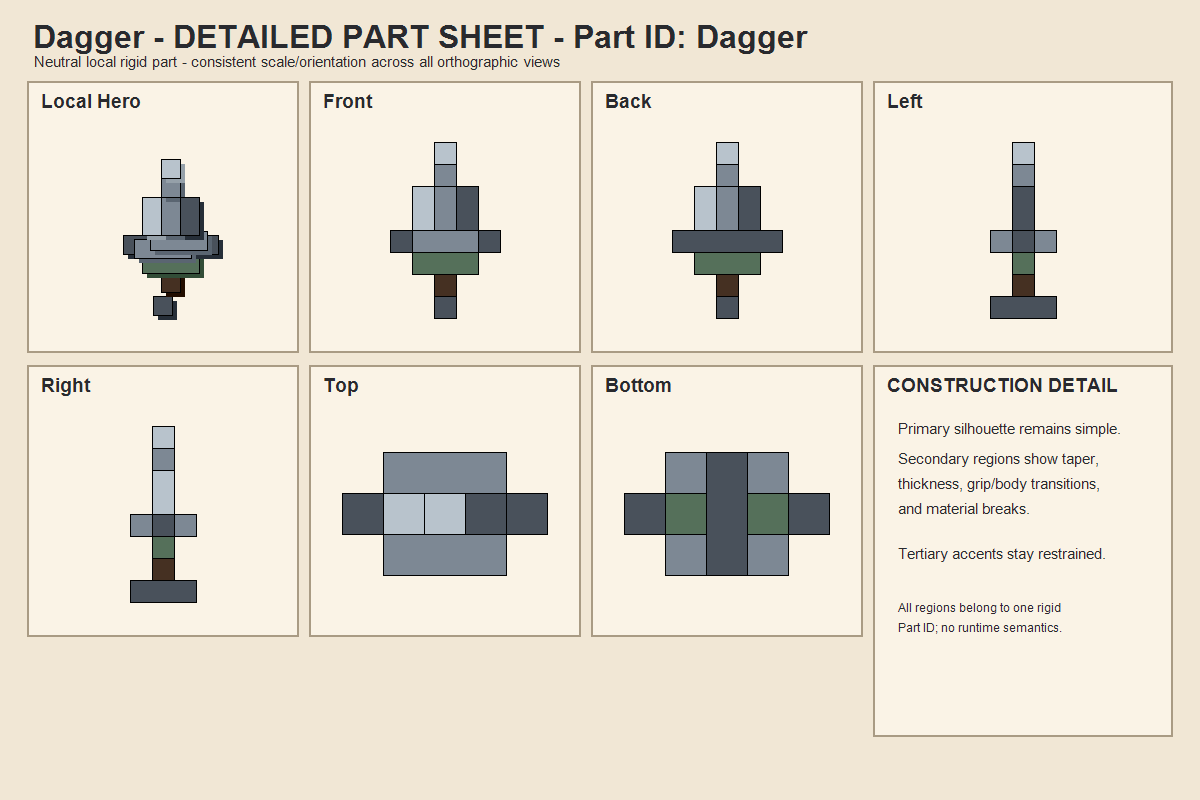 Dagger - DETAILED PART SHEET - Part ID: Dagger
Neutral local rigid part - consistent scale/orientation across all orthographic views
Local Hero
Front
Back
Left
Right
Top
Bottom
CONSTRUCTION DETAIL
Primary silhouette remains simple.
Secondary regions show taper,
thickness, grip/body transitions,
and material breaks.
Tertiary accents stay restrained.
All regions belong to one rigid
Part ID; no runtime semantics.